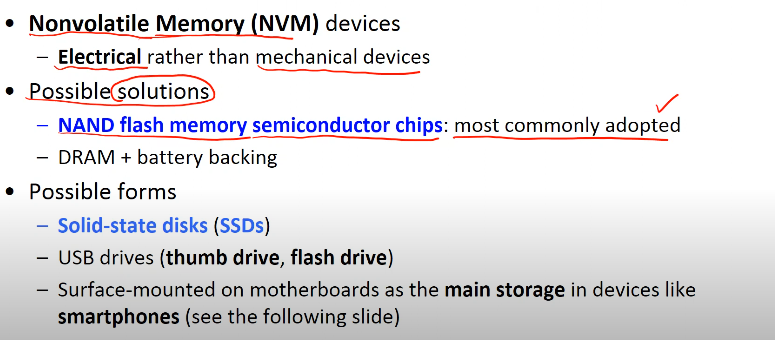 • Nonvolatile Memory (NVM) devices
– Electrical rather than mechanical devices
• Possible solutions
– NAND flash memory semiconductor chips: most commonly adopted
– DRAM + battery backing
• Possible forms
– Solid-state disks (SSDs)
– USB drives (thumb drive, flash drive)
– Surface-mounted on motherboards as the main storage in devices like
smartphones (see the following slide)